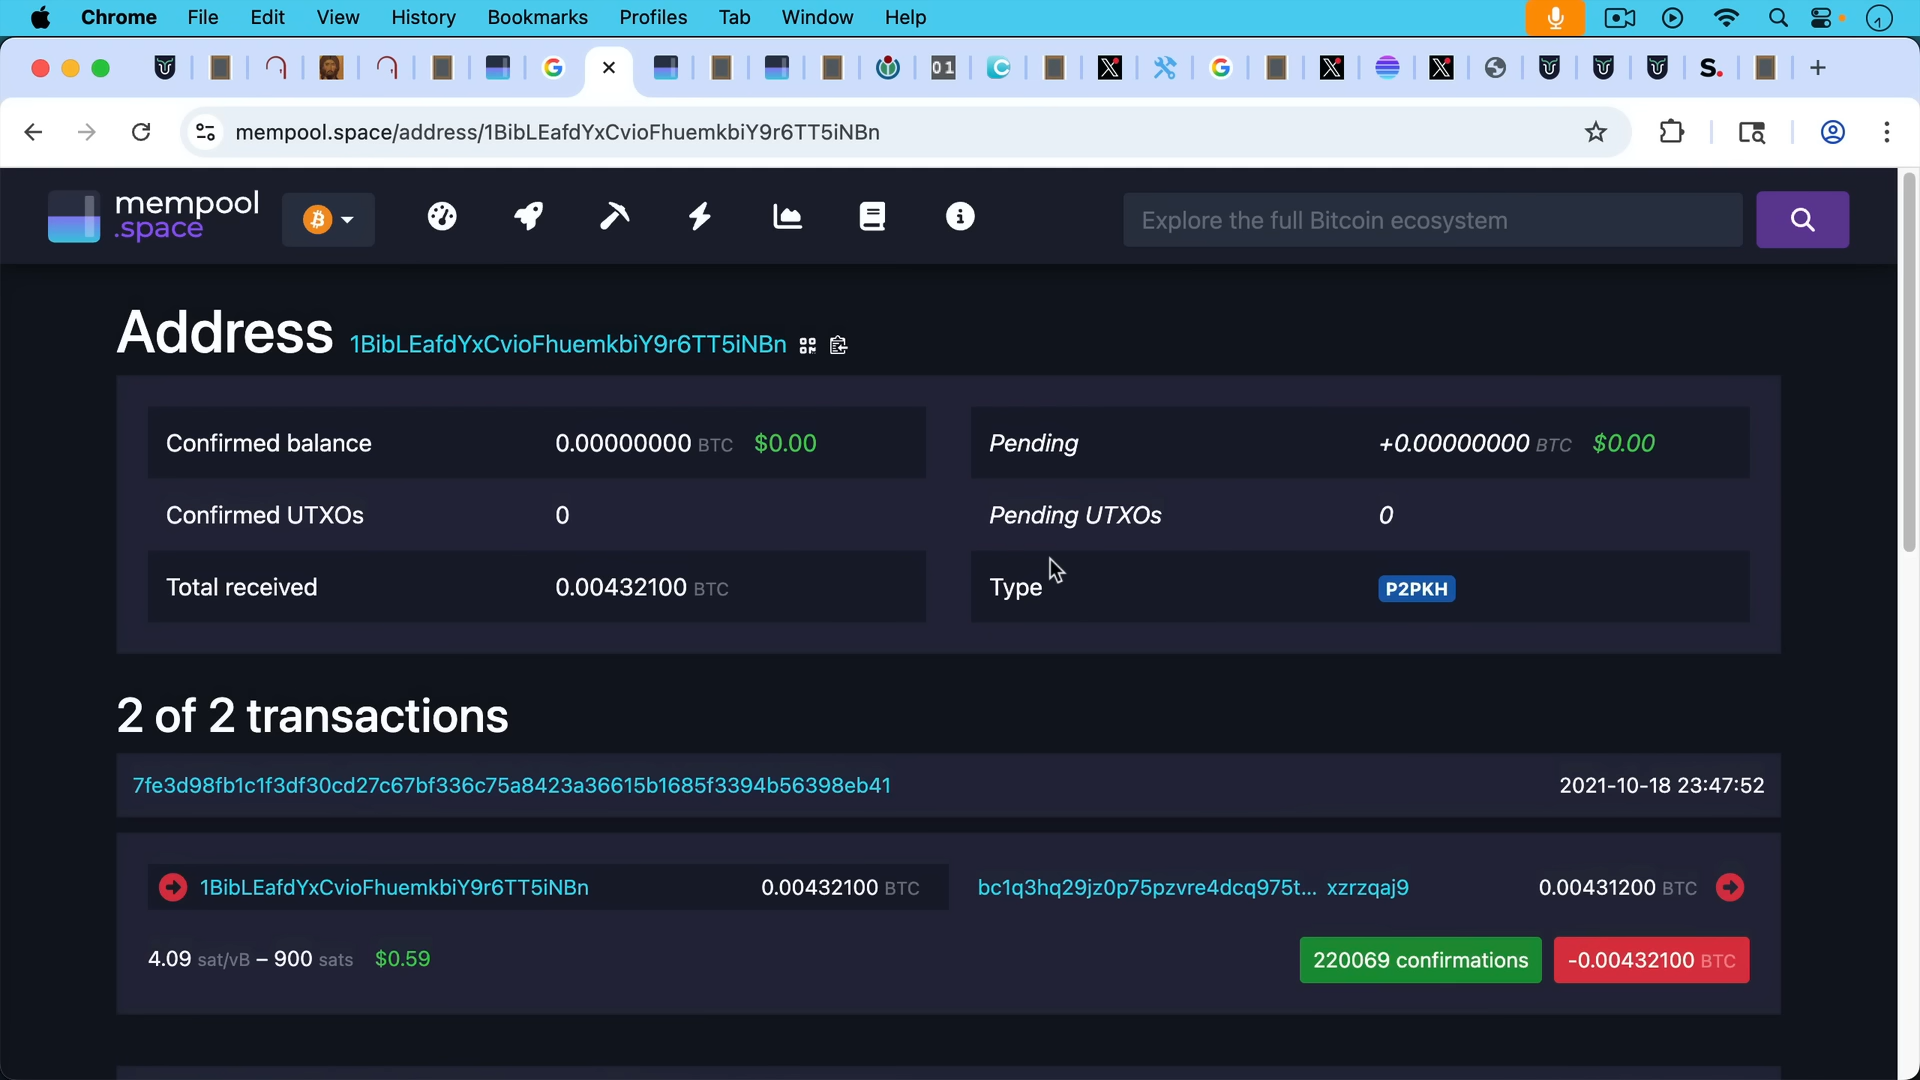 Chrome File Edit View History Bookmarks Profiles Tab Window Help
01 S.
mempool.space/address/1BibLEafdYxCvioFhuemkbiY9r6TT5iNBn
mempool
.space
Explore the full Bitcoin ecosystem
Address 1BibLEafdYxCvioFhuemkbiY9r6TT5iNBn
Confirmed balance 0.00000000 BTC $0.00 Pending +0.00000000 BTC $0.00
Confirmed UTXOs 0 Pending UTXOs 0
Total received 0.00432100 BTC Type P2PKH
2 of 2 transactions
7fe3d98fb1c1f3df30cd27c67bf336c75a8423a36615b1685f3394b56398eb41 2021-10-18 23:47:52
1BibLEafdYxCvioFhuemkbiY9r6TT5iNBn 0.00432100 BTC bc1q3hq29jz0p75pzvre4dcq975t... xzrzqaj9 0.00431200 BTC
4.09 sat/vB – 900 sats $0.59 220069 confirmations -0.00432100 BTC